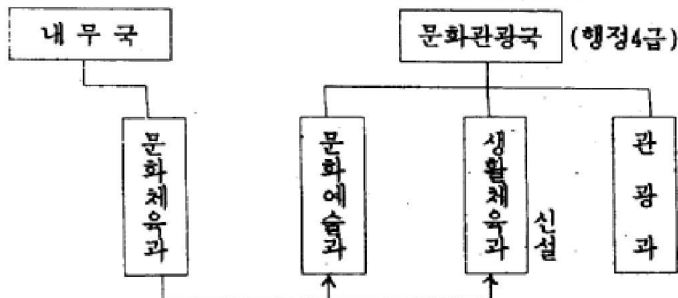 내 무 국
문화관광국 (행정4급)
문화체육과
문화예술과
생활체육과
신설
관광과